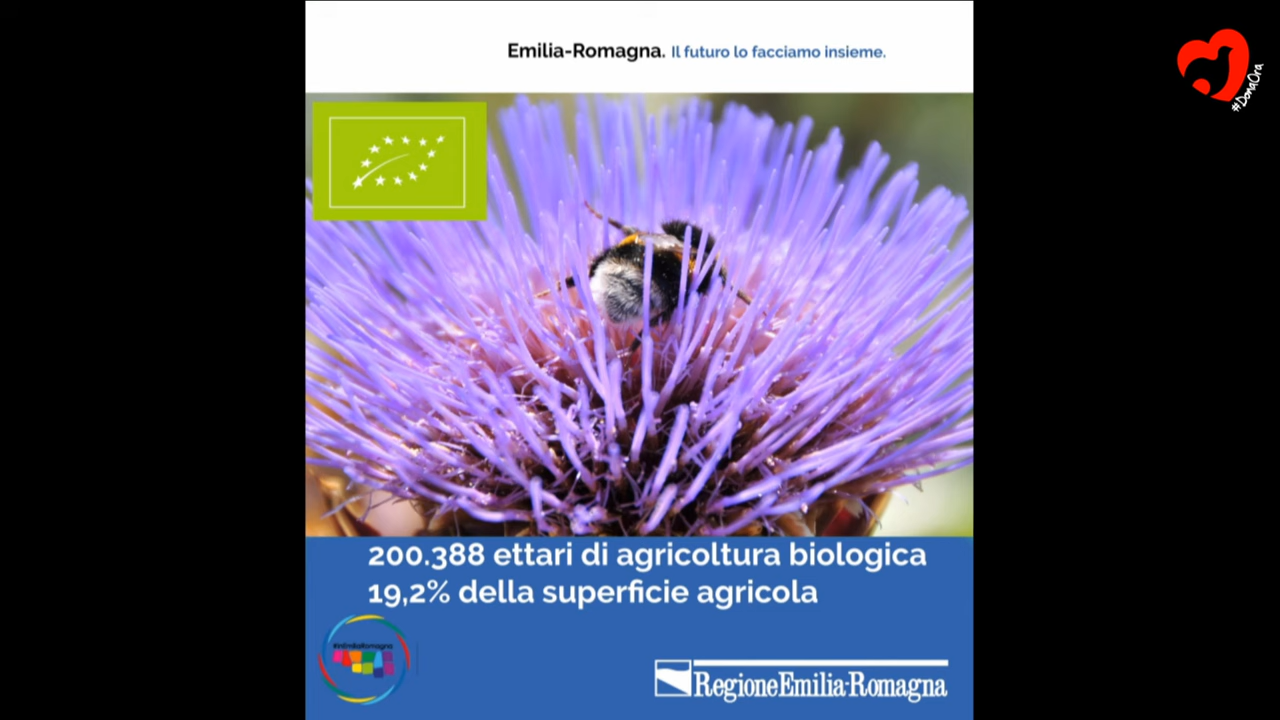 Emilia-Romagna. Il futuro lo facciamo insieme.
#DonaOra
200.388 ettari di agricoltura biologica
19,2% della superficie agricola
#inEmiliaRomagna
RegioneEmilia-Romagna